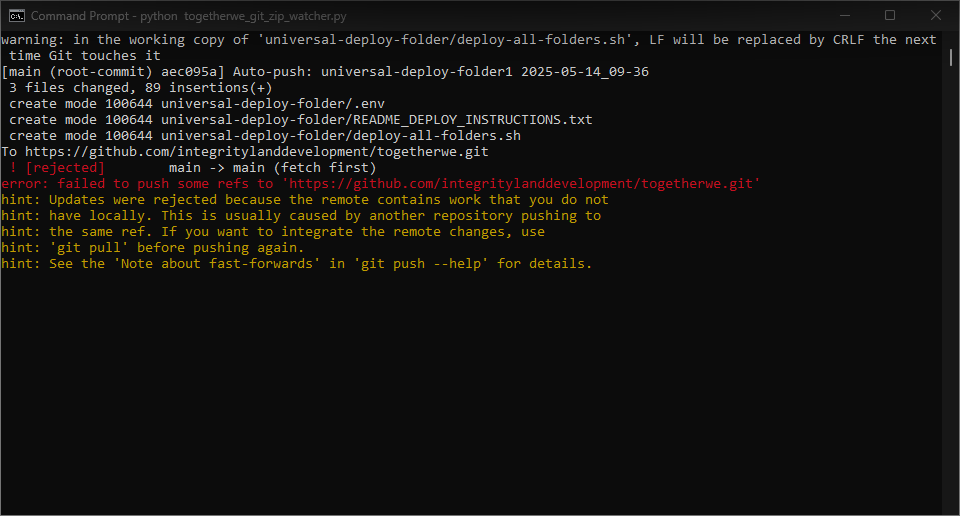 Command Prompt - python  togetherwe_git_zip_watcher.py
warning: in the working copy of 'universal-deploy-folder/deploy-all-folders.sh', LF will be replaced by CRLF the next
 time Git touches it
[main (root-commit) aec095a] Auto-push: universal-deploy-folder1 2025-05-14_09-36
 3 files changed, 89 insertions(+)
 create mode 100644 universal-deploy-folder/.env
 create mode 100644 universal-deploy-folder/README_DEPLOY_INSTRUCTIONS.txt
 create mode 100644 universal-deploy-folder/deploy-all-folders.sh
To https://github.com/integritylanddevelopment/togetherwe.git
 ! [rejected]        main -> main (fetch first)
error: failed to push some refs to 'https://github.com/integritylanddevelopment/togetherwe.git'
hint: Updates were rejected because the remote contains work that you do not
hint: have locally. This is usually caused by another repository pushing to
hint: the same ref. If you want to integrate the remote changes, use
hint: 'git pull' before pushing again.
hint: See the 'Note about fast-forwards' in 'git push --help' for details.